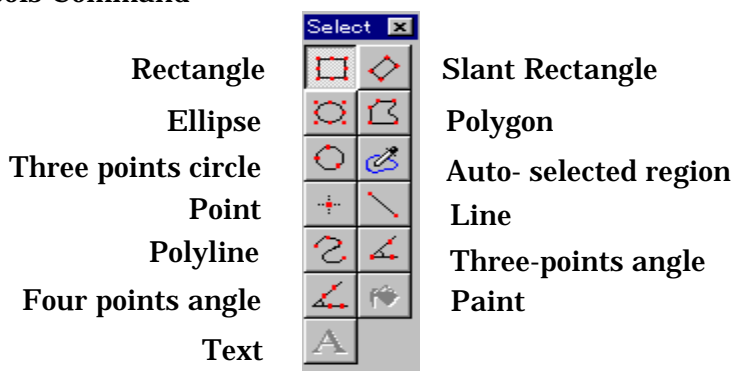 Command
Select
Rectangle Slant Rectangle
Ellipse Polygon
Three points circle Auto- selected region
Point Line
Polyline Three-points angle
Four points angle Paint
Text A